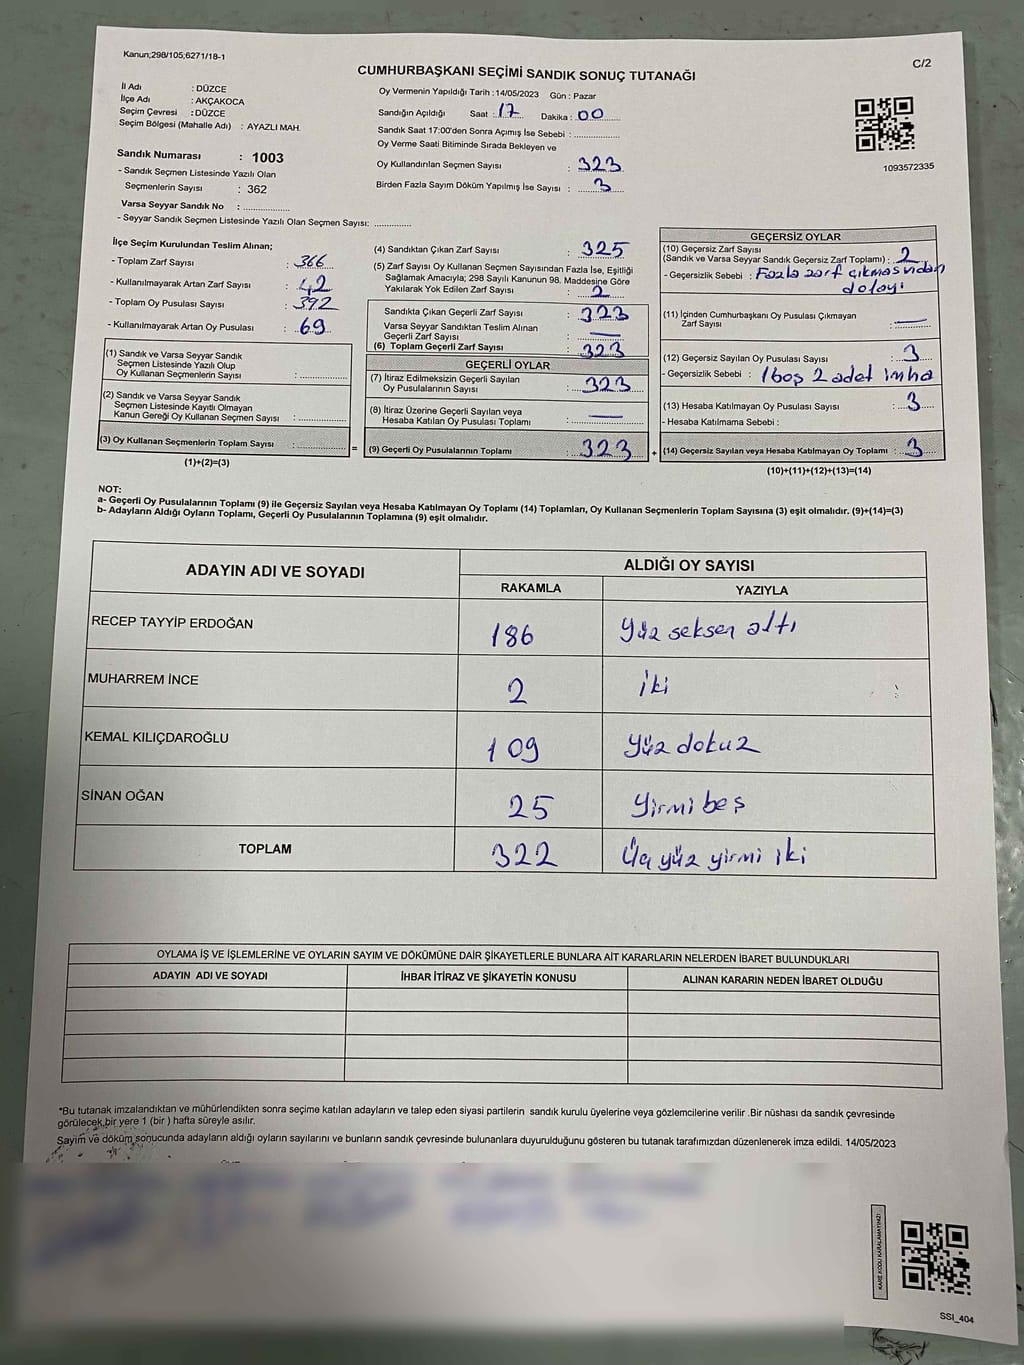 Kanun;298/105;6271/18-1
C/2
CUMHURBAŞKANI SEÇİMİ SANDIK SONUÇ TUTANAĞI
İl Adı : DÜZCE
İlçe Adı : AKÇAKOCA
Seçim Çevresi : DÜZCE
Seçim Bölgesi (Mahalle Adı) : AYAZLI MAH.
Sandık Numarası : 1003
- Sandık Seçmen Listesinde Yazılı Olan
Seçmenlerin Sayısı : 362
Varsa Seyyar Sandık No : ................
- Seyyar Sandık Seçmen Listesinde Yazılı Olan Seçmen Sayısı: ............
Oy Vermenin Yapıldığı Tarih : 14/05/2023 Gün : Pazar
Sandığın Açıldığı Saat : 17 Dakika : 00
Sandık Saat 17:00'den Sonra Açımış İse Sebebi : ................
Oy Verme Saati Bitiminde Sırada Bekleyen ve
Oy Kullandırılan Seçmen Sayısı : 323
Birden Fazla Sayım Döküm Yapılmış İse Sayısı : 3
1093572335
İlçe Seçim Kurulundan Teslim Alınan;
- Toplam Zarf Sayısı : 366
- Kullanılmayarak Artan Zarf Sayısı : 42
- Toplam Oy Pusulası Sayısı : 392
- Kullanılmayarak Artan Oy Pusulası : 69
(1) Sandık ve Varsa Seyyar Sandık
Seçmen Listesinde Yazılı Olup
Oy Kullanan Seçmenlerin Sayısı : ................
(2) Sandık ve Varsa Seyyar Sandık
Seçmen Listesinde Kayıtlı Olmayan
Kanun Gereği Oy Kullanan Seçmen Sayısı : ................
(3) Oy Kullanan Seçmenlerin Toplam Sayısı : ................
(1)+(2)=(3)
(4) Sandıktan Çıkan Zarf Sayısı : 325
(5) Zarf Sayısı Oy Kullanan Seçmen Sayısından Fazla İse, Eşitliği
Sağlamak Amacıyla; 298 Sayılı Kanunun 98. Maddesine Göre
Yakılarak Yok Edilen Zarf Sayısı : 2
Sandıkta Çıkan Geçerli Zarf Sayısı : 323
Varsa Seyyar Sandıktan Teslim Alınan
Geçerli Zarf Sayısı : —
(6) Toplam Geçerli Zarf Sayısı : 323
GEÇERLİ OYLAR
(7) İtiraz Edilmeksizin Geçerli Sayılan
Oy Pusulalarının Sayısı : 323
(8) İtiraz Üzerine Geçerli Sayılan veya
Hesaba Katılan Oy Pusulası Toplamı : —
= (9) Geçerli Oy Pusulalarının Toplamı : 323 +
GEÇERSİZ OYLAR
(10) Geçersiz Zarf Sayısı
(Sandık ve Varsa Seyyar Sandık Geçersiz Zarf Toplamı) : 2
- Geçersizlik Sebebi : Fazla zarf çıkmasından
dolayı
(11) İçinden Cumhurbaşkanı Oy Pusulası Çıkmayan
Zarf Sayısı : —
(12) Geçersiz Sayılan Oy Pusulası Sayısı : 3
- Geçersizlik Sebebi : 1 boş 2 adet imha
(13) Hesaba Katılmayan Oy Pusulası Sayısı : 3
- Hesaba Katılmama Sebebi :
(14) Geçersiz Sayılan veya Hesaba Katılmayan Oy Toplamı : 3
(10)+(11)+(12)+(13)=(14)
NOT:
a- Geçerli Oy Pusulalarının Toplamı (9) ile Geçersiz Sayılan veya Hesaba Katılmayan Oy Toplamı (14) Toplamları, Oy Kullanan Seçmenlerin Toplam Sayısına (3) eşit olmalıdır. (9)+(14)=(3)
b- Adayların Aldığı Oyların Toplamı, Geçerli Oy Pusulalarının Toplamına (9) eşit olmalıdır.
ADAYIN ADI VE SOYADI ALDIĞI OY SAYISI
RAKAMLA YAZIYLA
RECEP TAYYİP ERDOĞAN 186 Yüz seksen altı
MUHARREM İNCE 2 iki
KEMAL KILIÇDAROĞLU 109 Yüz dokuz
SİNAN OĞAN 25 Yirmi beş
TOPLAM 322 Üç yüz yirmi iki
OYLAMA İŞ VE İŞLEMLERİNE VE OYLARIN SAYIM VE DÖKÜMÜNE DAİR ŞİKAYETLERLE BUNLARA AİT KARARLARIN NELERDEN İBARET BULUNDUKLARI
ADAYIN ADI VE SOYADI İHBAR İTİRAZ VE ŞİKAYETİN KONUSU ALINAN KARARIN NEDEN İBARET OLDUĞU
*Bu tutanak imzalandıktan ve mühürlendikten sonra seçime katılan adayların ve talep eden siyasi partilerin sandık kurulu üyelerine veya gözlemcilerine verilir .Bir nüshası da sandık çevresinde
görülecek bir yere 1 (bir ) hafta süreyle asılır.
Sayım ve döküm sonucunda adayların aldığı oyların sayılarını ve bunların sandık çevresinde bulunanlara duyurulduğunu gösteren bu tutanak tarafımızdan düzenlenerek imza edildi. 14/05/2023
KARE KODU KARALAMAYINIZ!
SSI_404